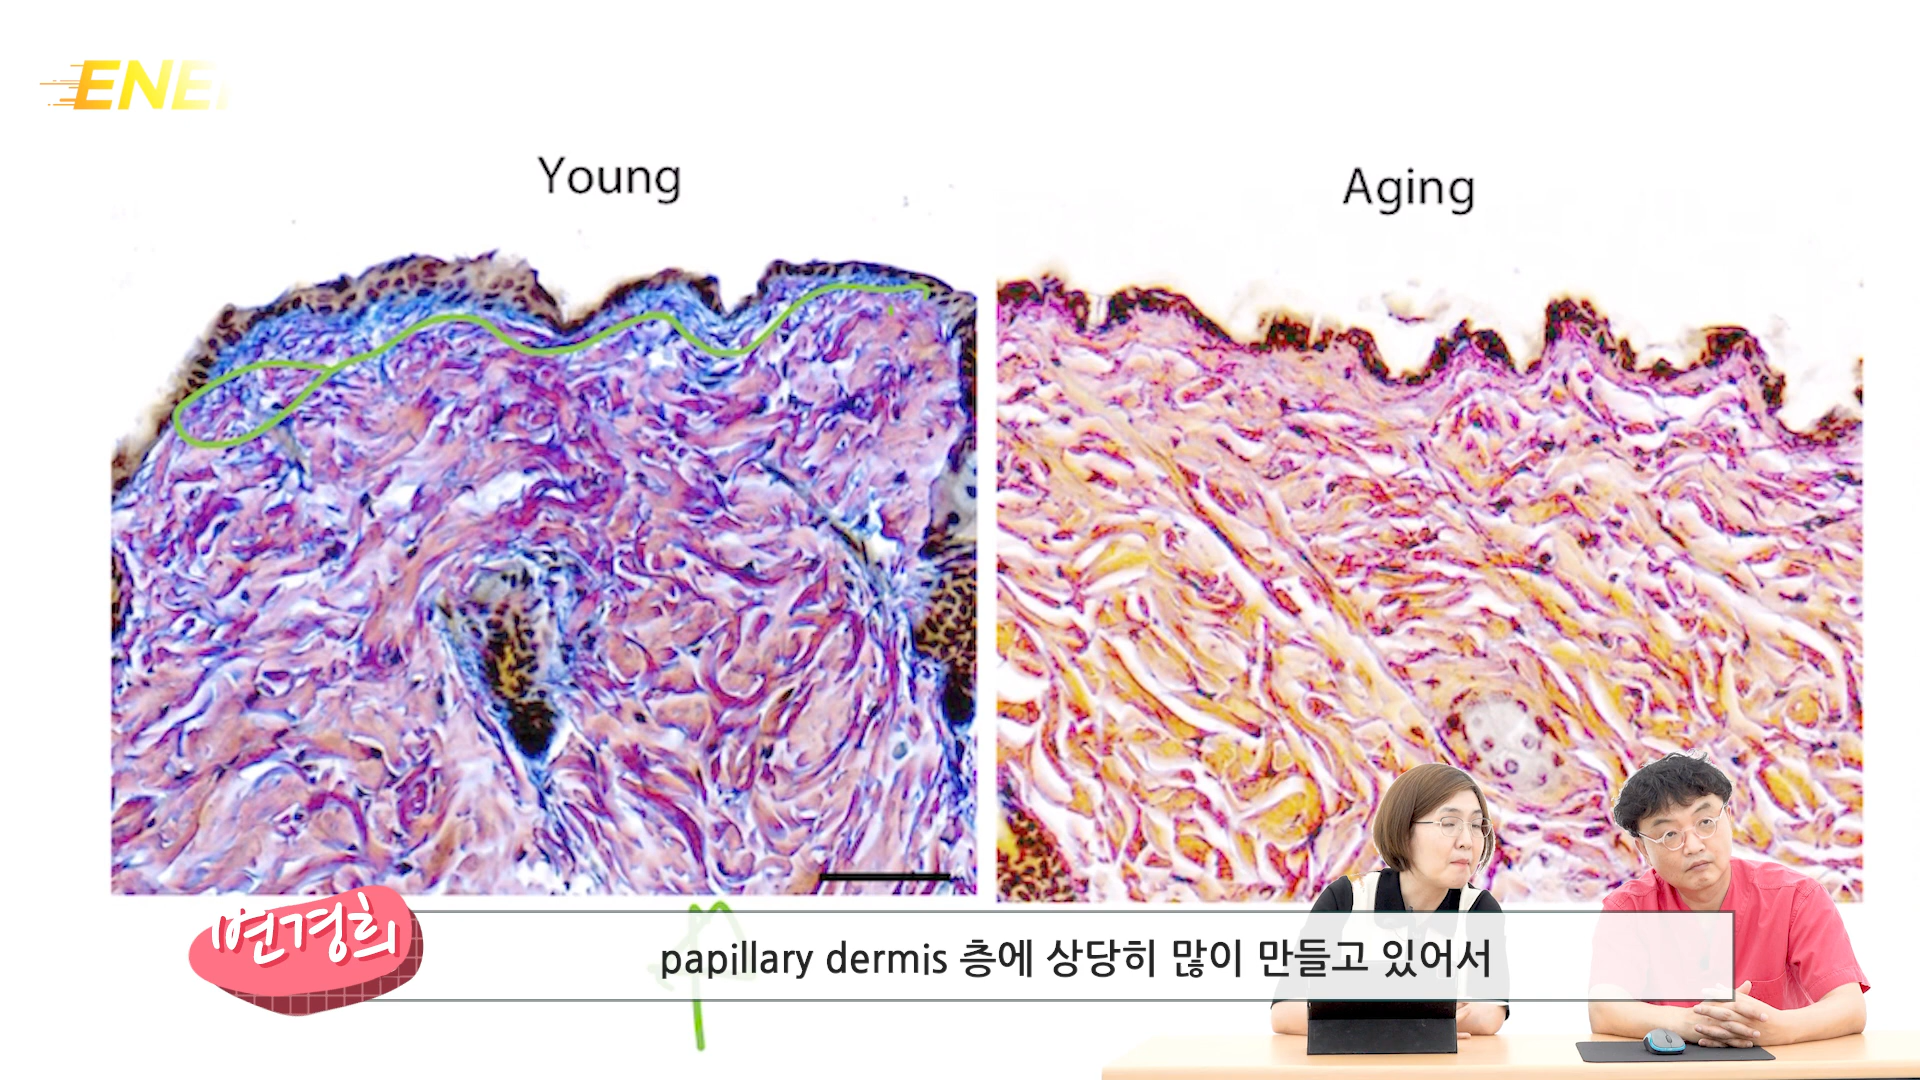 ENE
Young
Aging
변경희
papillary dermis 층에 상당히 많이 만들고 있어서